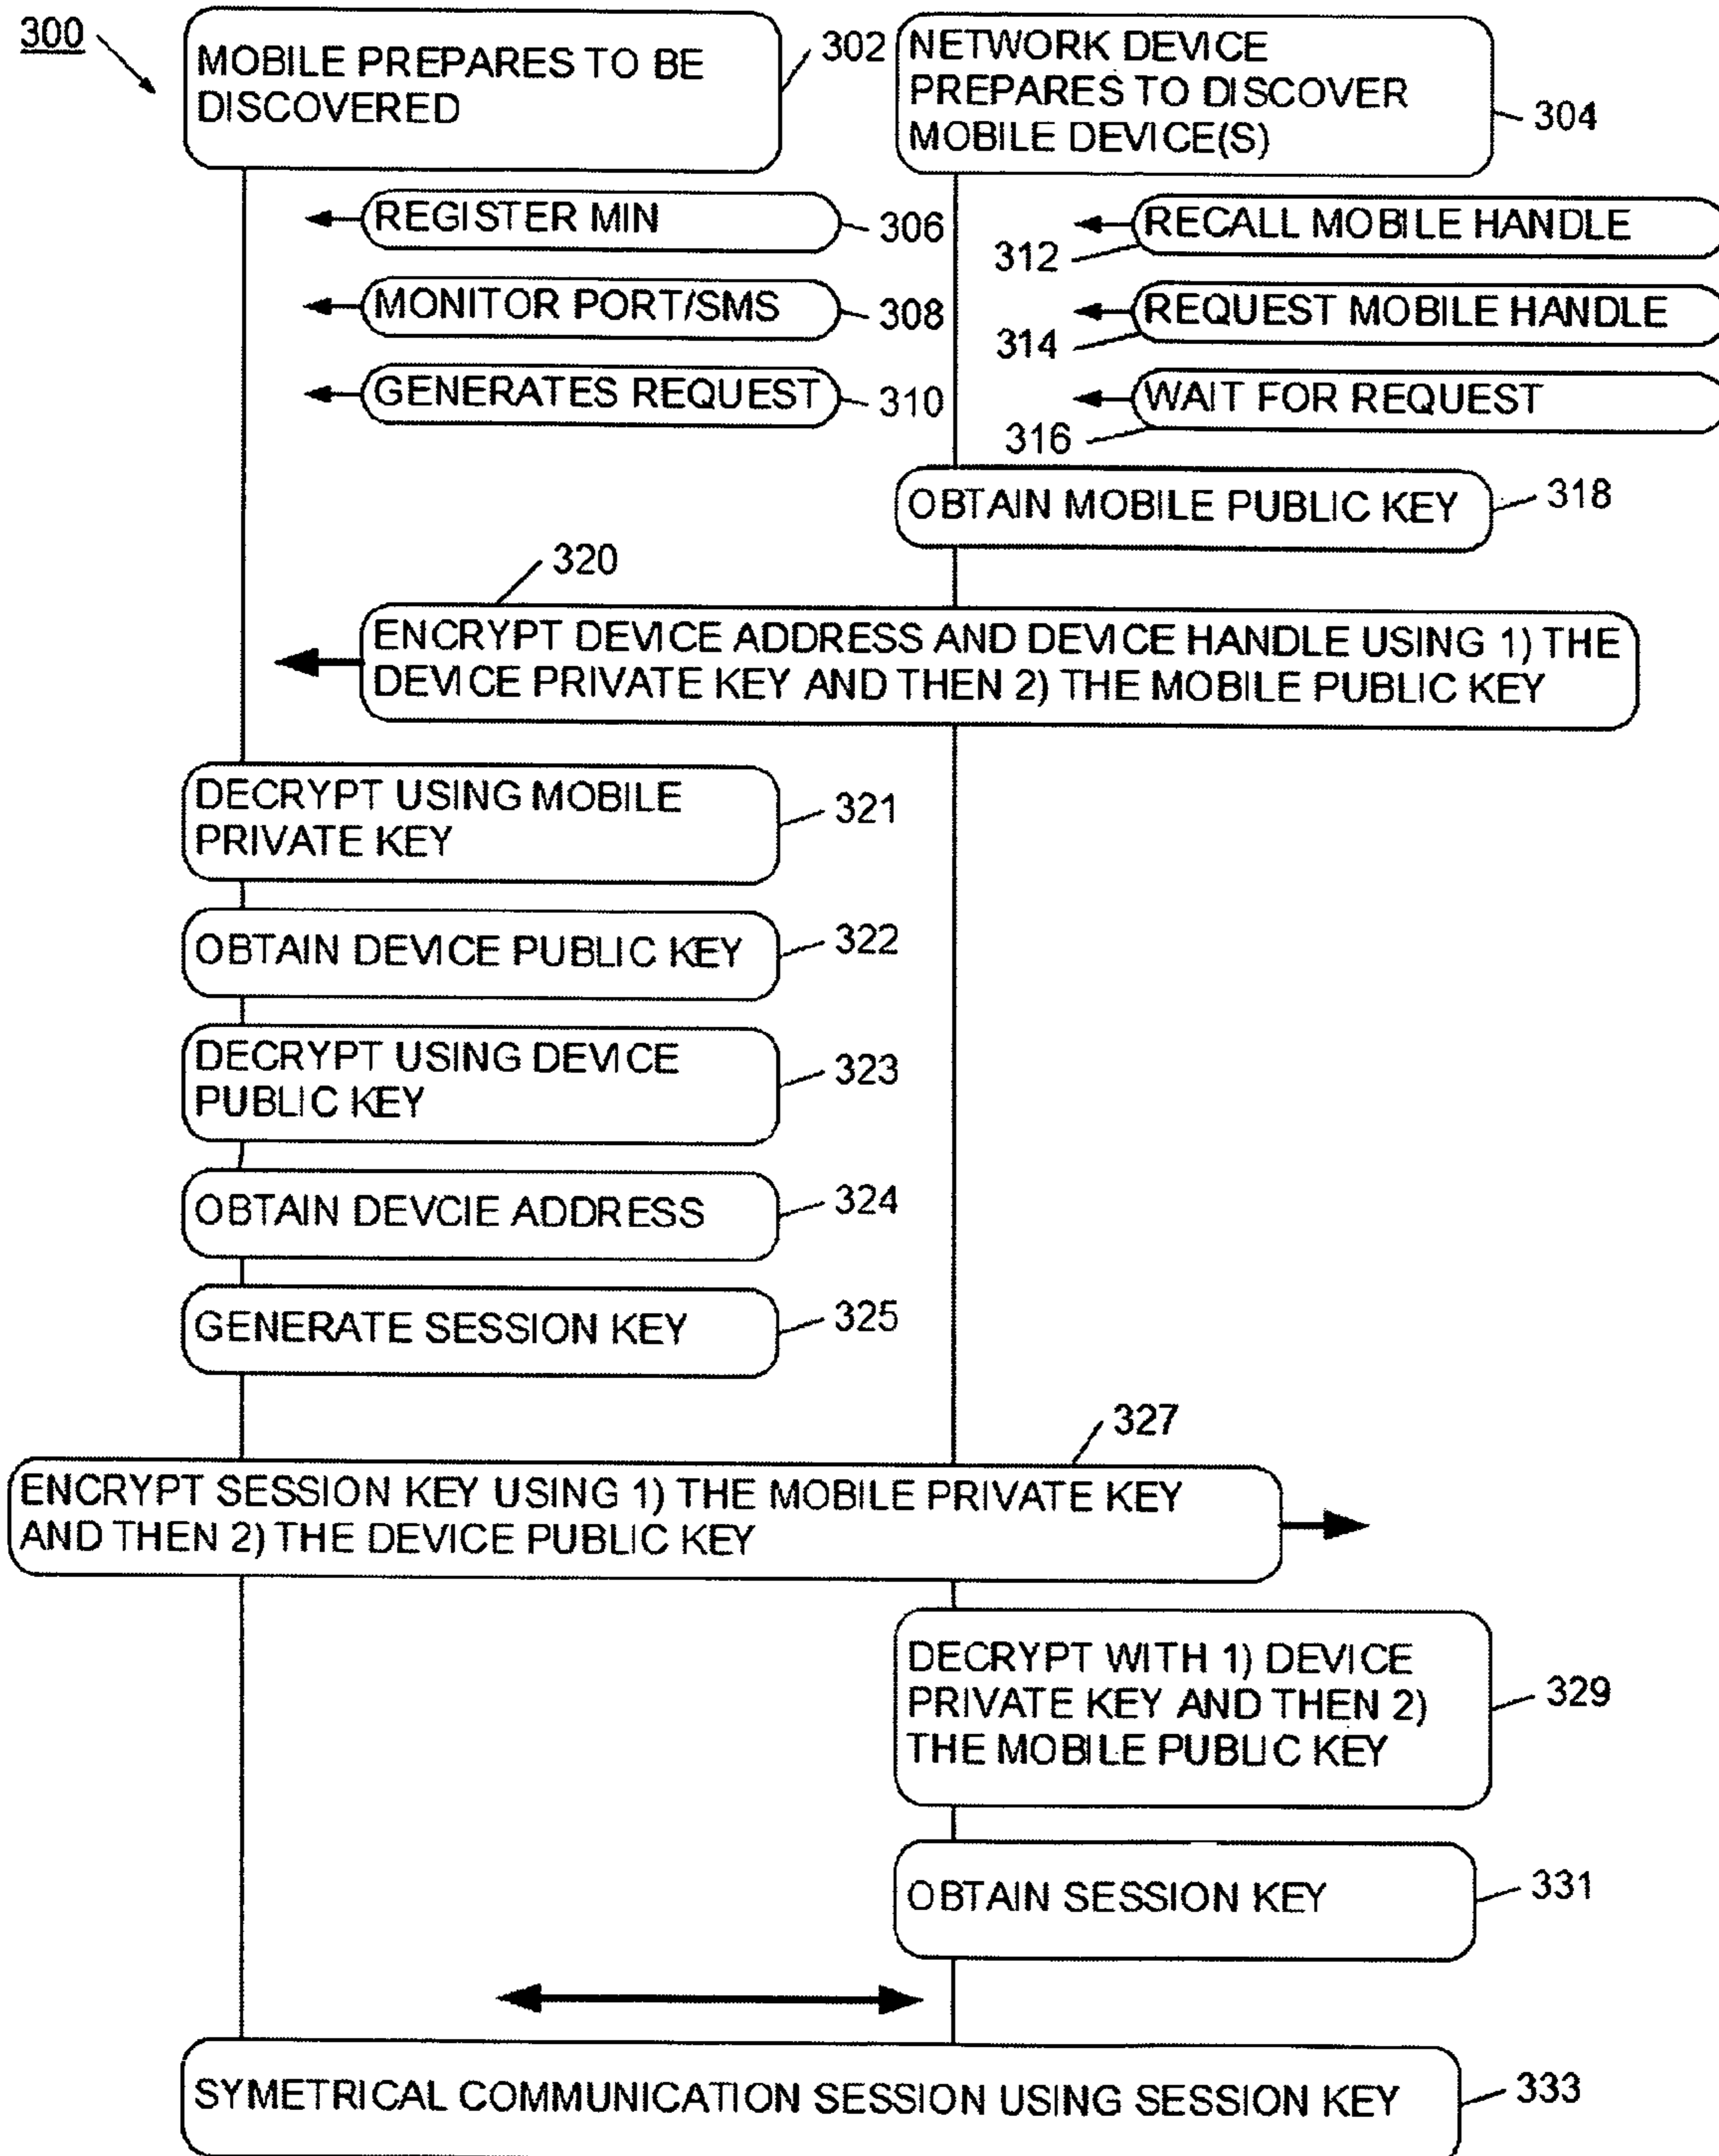 300
MOBILE PREPARES TO BE
DISCOVERED
302
NETWORK DEVICE
PREPARES TO DISCOVER
MOBILE DEVICE(S)
304
REGISTER MIN
306
RECALL MOBILE HANDLE
312
MONITOR PORT/SMS
308
REQUEST MOBILE HANDLE
314
GENERATES REQUEST
310
WAIT FOR REQUEST
316
OBTAIN MOBILE PUBLIC KEY
318
320
ENCRYPT DEVICE ADDRESS AND DEVICE HANDLE USING 1) THE
DEVICE PRIVATE KEY AND THEN 2) THE MOBILE PUBLIC KEY
DECRYPT USING MOBILE
PRIVATE KEY
321
OBTAIN DEVICE PUBLIC KEY
322
DECRYPT USING DEVICE
PUBLIC KEY
323
OBTAIN DEVCIE ADDRESS
324
GENERATE SESSION KEY
325
327
ENCRYPT SESSION KEY USING 1) THE MOBILE PRIVATE KEY
AND THEN 2) THE DEVICE PUBLIC KEY
DECRYPT WITH 1) DEVICE
PRIVATE KEY AND THEN 2)
THE MOBILE PUBLIC KEY
329
OBTAIN SESSION KEY
331
SYMETRICAL COMMUNICATION SESSION USING SESSION KEY
333